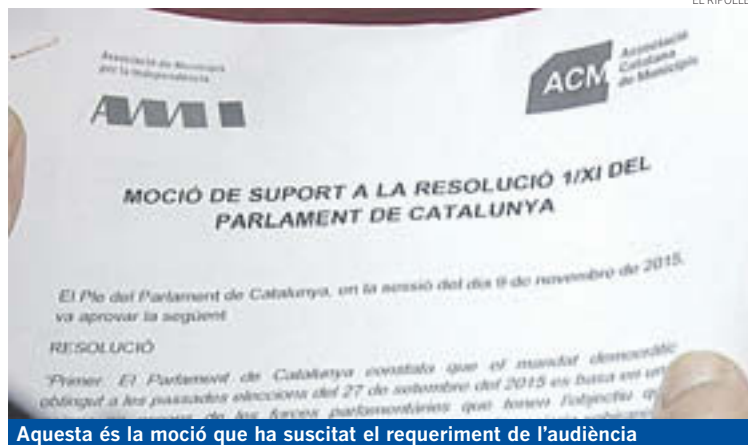 EL RIPOLLÈ
Associació de Municipis
per la Independència
AMI
ACM
Associació
Catalana
de Municipis
MOCIÓ DE SUPORT A LA RESOLUCIÓ 1/XI DEL
PARLAMENT DE CATALUNYA
El Ple del Parlament de Catalunya, en la sessió del dia 9 de novembre de 2015,
va aprovar la següent
RESOLUCIÓ
"Primer. El Parlament de Catalunya constata que el mandat democràtic
obtingut a les passades eleccions del 27 de setembre del 2015 es basa en una
de les forces parlamentàries que tenen l'objectiu
Aquesta és la moció que ha suscitat el requeriment de l'audiència